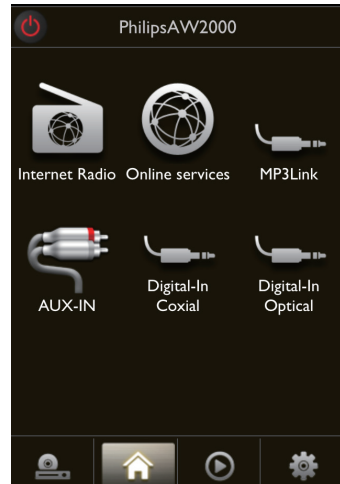 PhilipsAW2000
Internet Radio Online services MP3Link
AUX-IN Digital-In Coxial Digital-In Optical